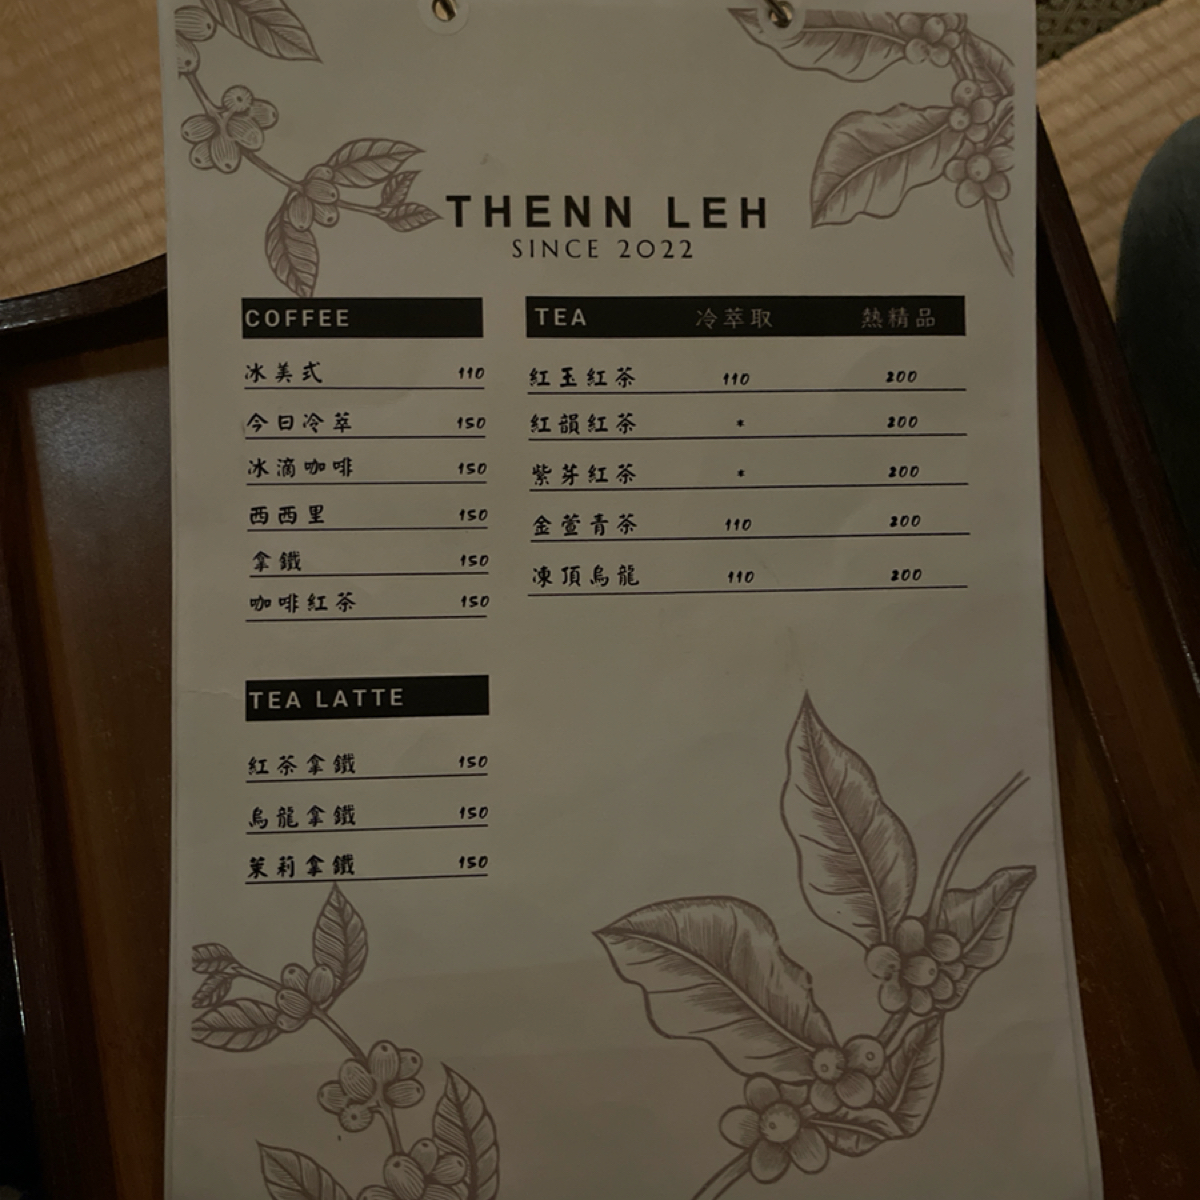 THENN LEH
SINCE 2022
COFFEE
冰美式 110
今日冷萃 150
冰滴咖啡 150
西西里 150
拿鐵 150
咖啡紅茶 150
TEA LATTE
紅茶拿鐵 150
烏龍拿鐵 150
茉莉拿鐵 150
TEA 冷萃取 熱精品
紅玉紅茶 110 200
紅韻紅茶 * 200
紫芽紅茶 * 200
金萱青茶 110 200
凍頂烏龍 110 200